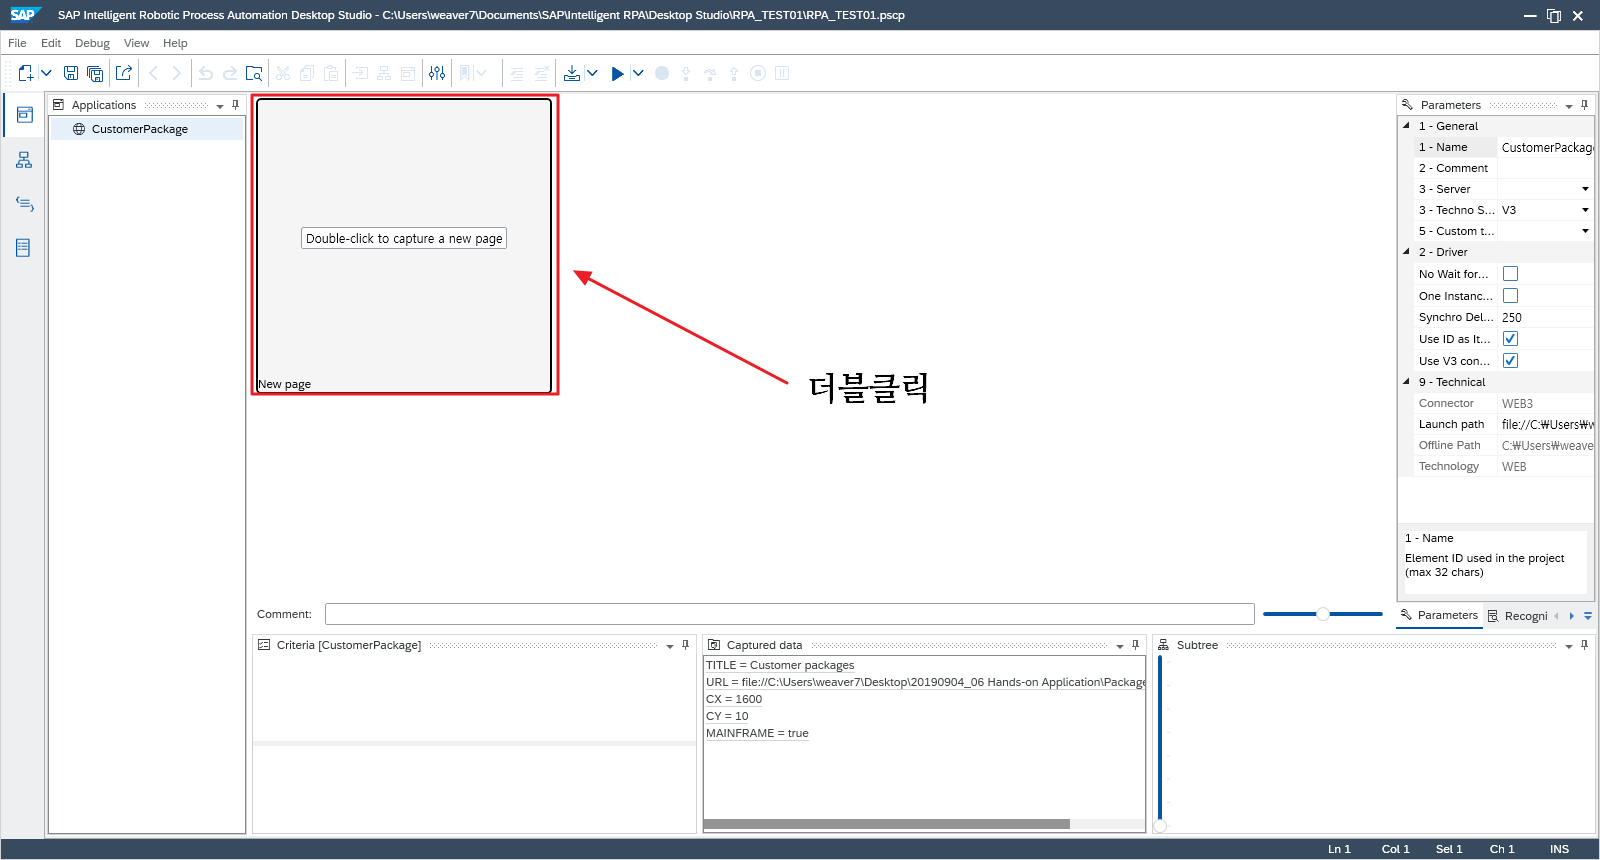 SAP SAP Intelligent Robotic Process Automation Desktop Studio - C:\Users\weaver7\Documents\SAP\Intelligent RPA\Desktop Studio\RPA_TEST01\RPA_TEST01.pscp
File Edit Debug View Help
Applications
CustomerPackage
Double-click to capture a new page
New page
더블클릭
Parameters
1 - General
1 - Name CustomerPackag
2 - Comment
3 - Server
3 - Techno S... V3
5 - Custom t...
2 - Driver
No Wait for...
One Instanc...
Synchro Del... 250
Use ID as It...
Use V3 con...
9 - Technical
Connector WEB3
Launch path file://C:₩Users₩w
Offline Path C:₩Users₩weave
Technology WEB
1 - Name
Element ID used in the project
(max 32 chars)
Parameters Recogni
Comment:
Criteria [CustomerPackage]
Captured data
TITLE = Customer packages
URL = file://C:\Users\weaver7\Desktop\20190904_06 Hands-on Application\Package
CX = 1600
CY = 10
MAINFRAME = true
Subtree
Ln 1 Col 1 Sel 1 Ch 1 INS